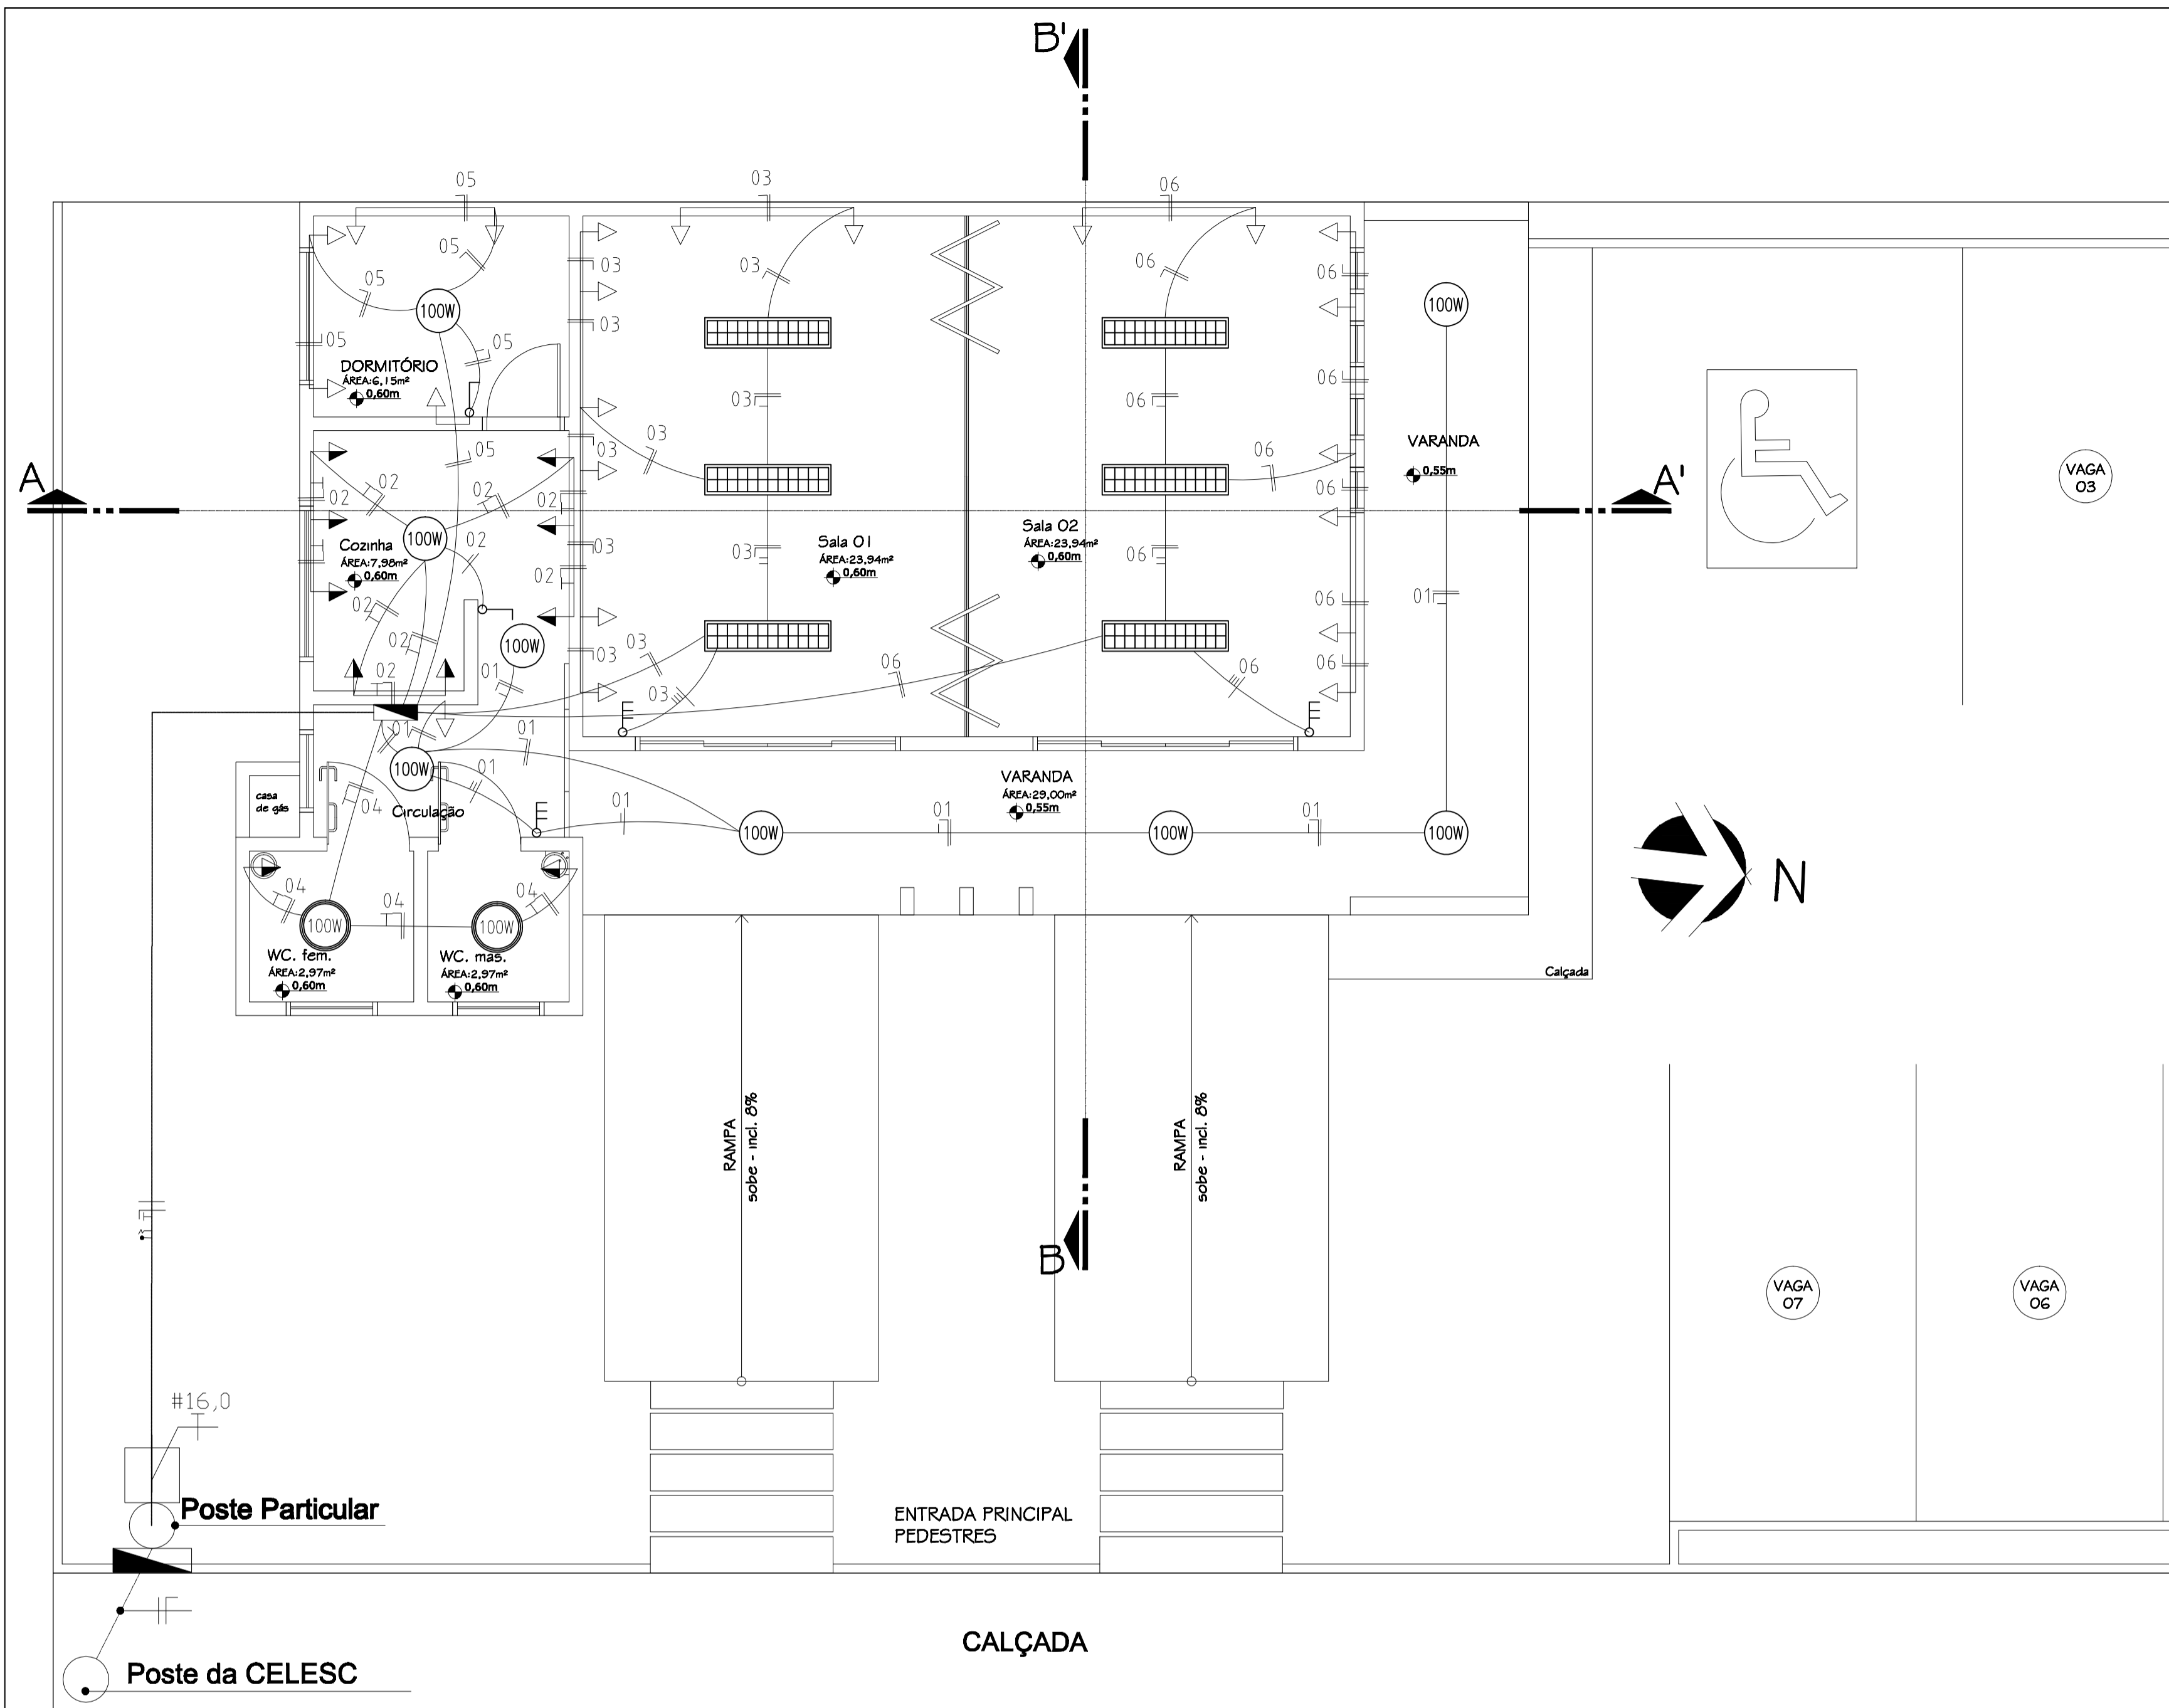 B'
05
03
06
05
05
03
06
03
06
100W
100W
03
06
05
05
DORMITÓRIO
ÁREA:6,15m²
0,60m
06
03
06
03
06
05
03
06
VARANDA
0,55m
A
A'
VAGA
03
02
02
02
02
06
100W
02
Cozinha
ÁREA:7,98m²
0,60m
03
03
06
Sala 01
ÁREA:23,94m²
0,60m
Sala 02
ÁREA:23,94m²
0,60m
02
02
02
02
01
100W
03
03
06
06
06
06
01
03
01
01
01
100W
04
Circulação
casa
de gás
01
VARANDA
ÁREA:29,00m²
0,55m
01
01
01
100W
100W
100W
04
04
04
100W
100W
WC. fem.
ÁREA:2,97m²
0,60m
WC. mas.
ÁREA:2,97m²
0,60m
N
Calçada
RAMPA
sobe - incl. 8%
RAMPA
sobe - incl. 8%
B
VAGA
07
VAGA
06
#16,0
Poste Particular
ENTRADA PRINCIPAL
PEDESTRES
CALÇADA
Poste da CELESC